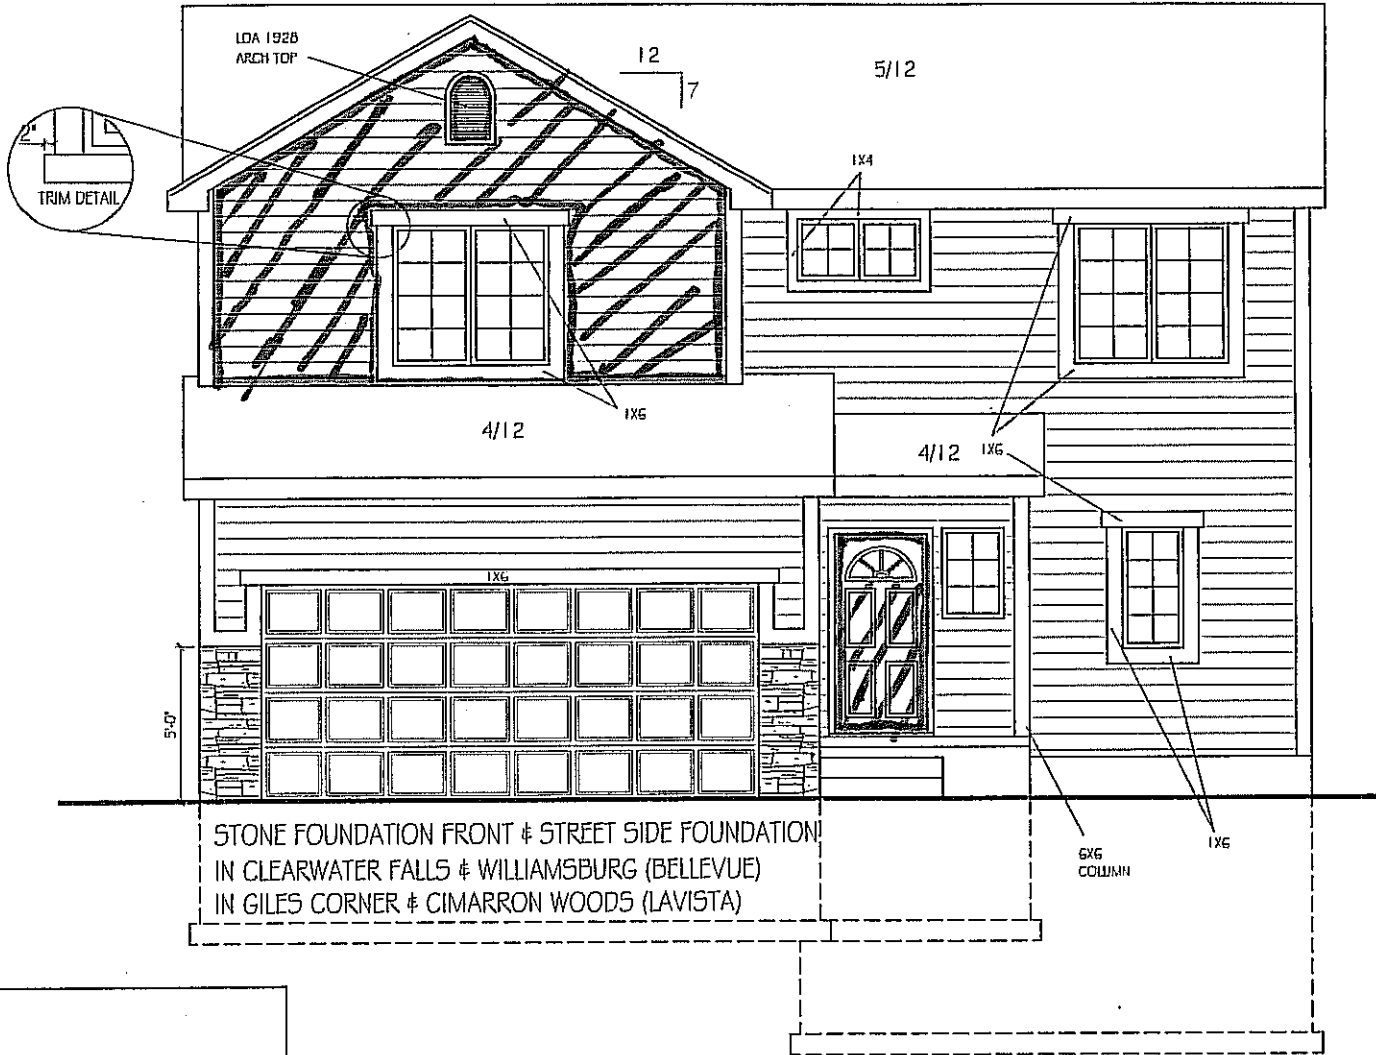 LDA 1928
ARCH TOP
12
7
5/12
2"
TRIM DETAIL
1X4
1X6
4/12
4/12
1X6
1X6
5'-0"
STONE FOUNDATION FRONT & STREET SIDE FOUNDATION
IN CLEARWATER FALLS & WILLIAMSBURG (BELLEVUE)
IN GILES CORNER & CIMARRON WOODS (LAVISTA)
6X6
COLUMN
1X6